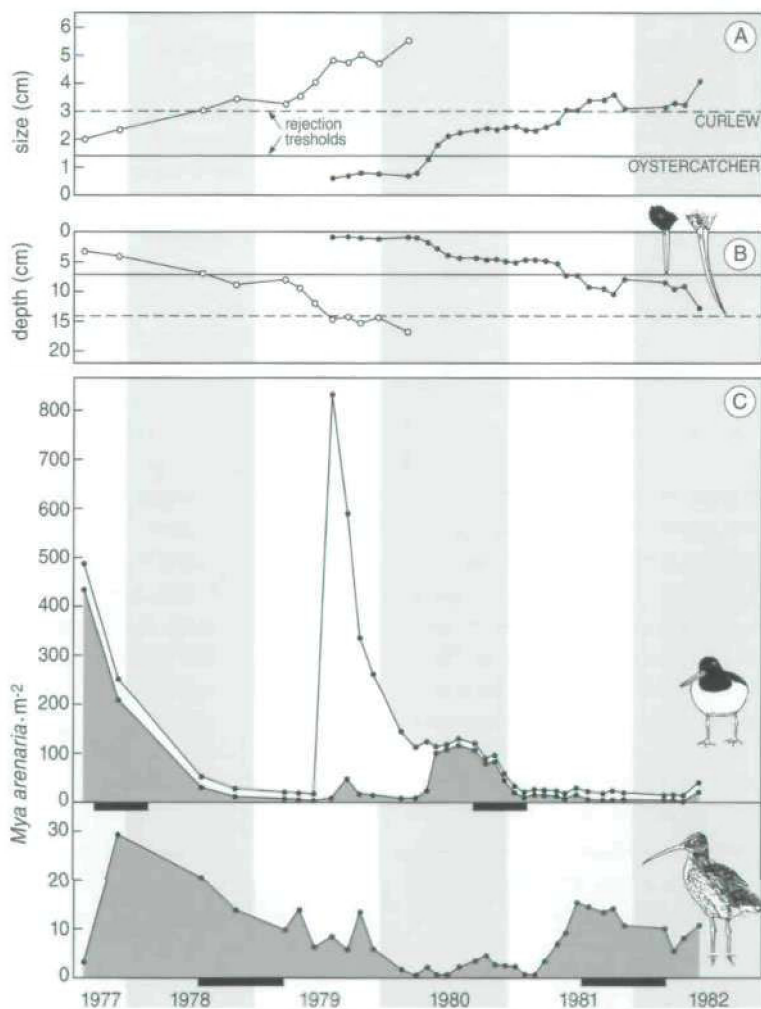 A
size (cm)
6
5
4
3
2
1
0
rejection
tresholds
CURLEW
OYSTERCATCHER
B
depth (cm)
0
5
10
15
20
C
Mya arenaria·m-2
800
700
600
500
400
300
200
100
0
30
20
10
0
1977 1978 1979 1980 1981 1982